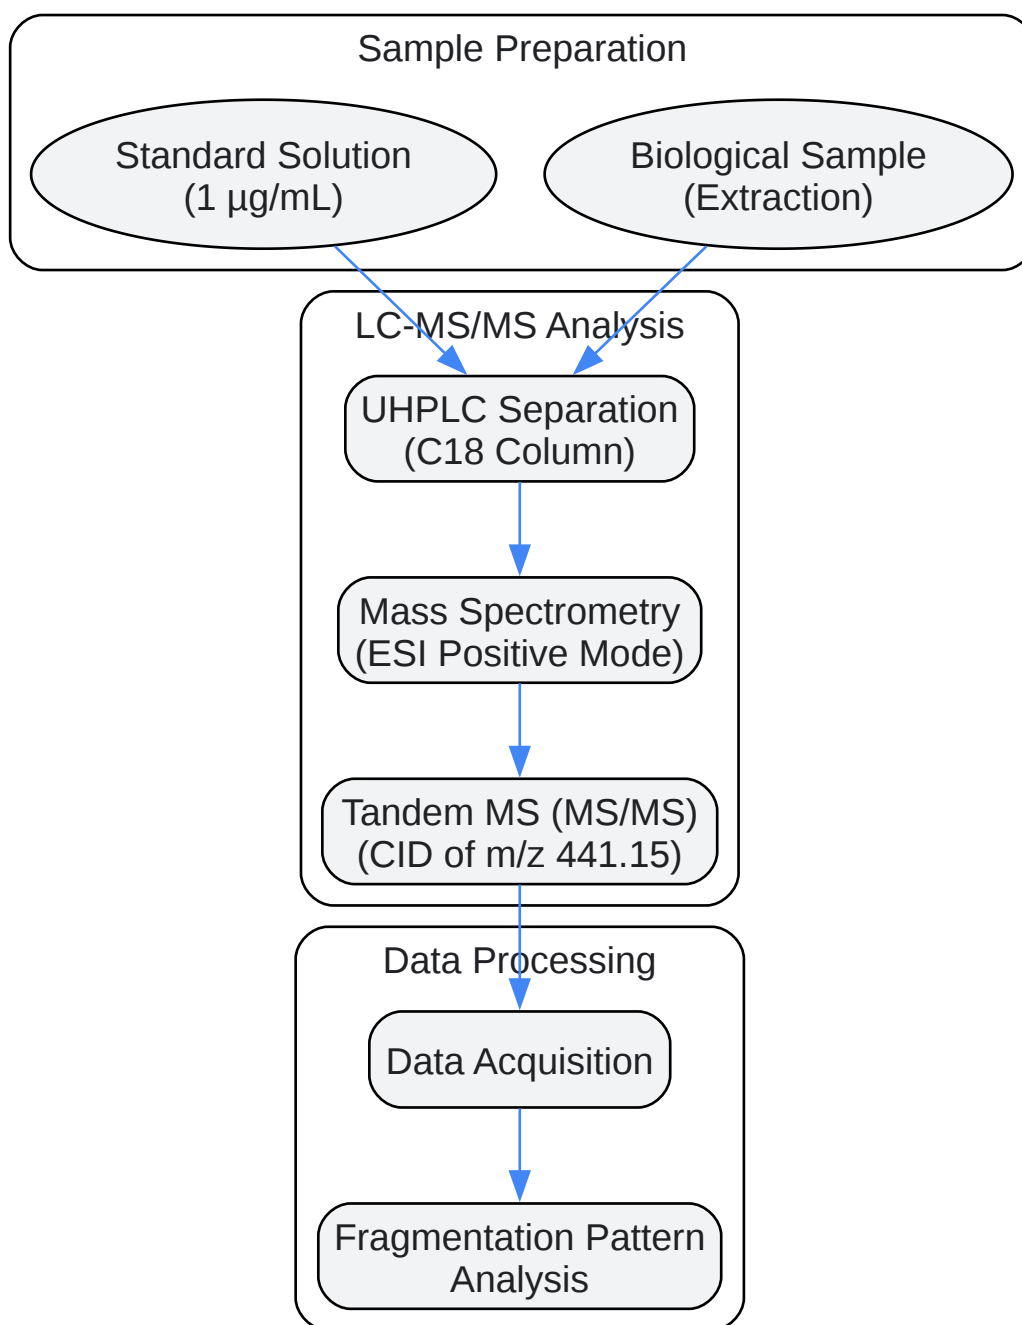 Sample Preparation
Standard Solution
(1 µg/mL)
Biological Sample
(Extraction)
LC-MS/MS Analysis
UHPLC Separation
(C18 Column)
Mass Spectrometry
(ESI Positive Mode)
Tandem MS (MS/MS)
(CID of m/z 441.15)
Data Processing
Data Acquisition
Fragmentation Pattern
Analysis